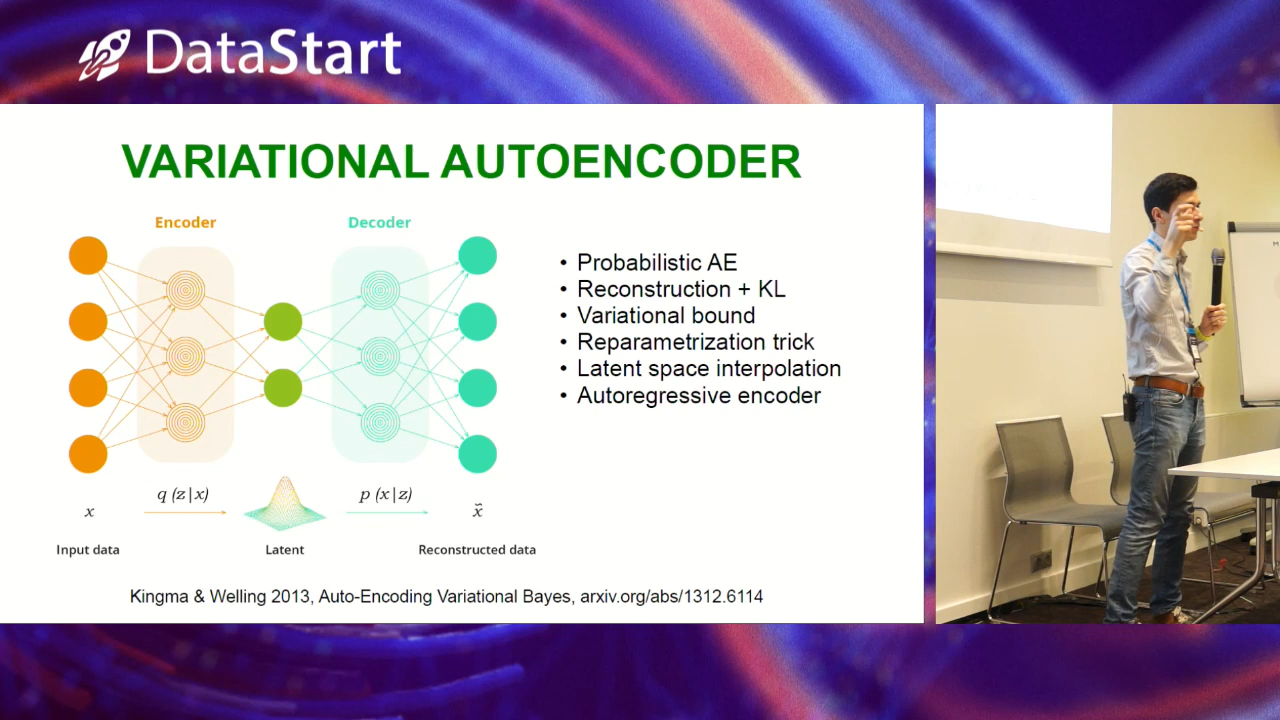 DataStart
VARIATIONAL AUTOENCODER
Encoder
Decoder
• Probabilistic AE
• Reconstruction + KL
• Variational bound
• Reparametrization trick
• Latent space interpolation
• Autoregressive encoder
x
q (z|x)
p (x|z)
x̆
Input data
Latent
Reconstructed data
Kingma & Welling 2013, Auto-Encoding Variational Bayes, arxiv.org/abs/1312.6114